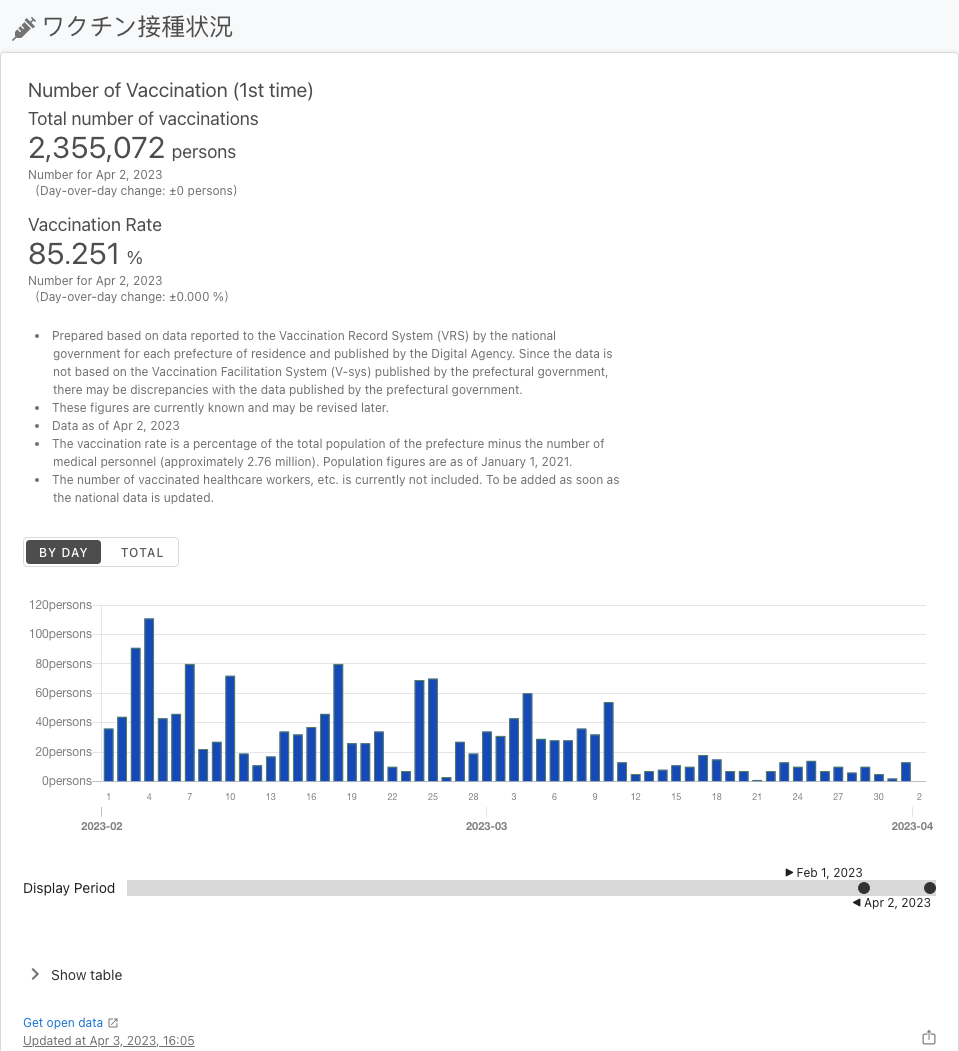 ワクチン接種状況
Number of Vaccination (1st time)
Total number of vaccinations
2,355,072 persons
Number for Apr 2, 2023
(Day-over-day change: ±0 persons)
Vaccination Rate
85.251 %
Number for Apr 2, 2023
(Day-over-day change: ±0.000 %)
• Prepared based on data reported to the Vaccination Record System (VRS) by the national
government for each prefecture of residence and published by the Digital Agency. Since the data is
not based on the Vaccination Facilitation System (V-sys) published by the prefectural government,
there may be discrepancies with the data published by the prefectural government.
• These figures are currently known and may be revised later.
• Data as of Apr 2, 2023
• The vaccination rate is a percentage of the total population of the prefecture minus the number of
medical personnel (approximately 2.76 million). Population figures are as of January 1, 2021.
• The number of vaccinated healthcare workers, etc. is currently not included. To be added as soon as
the national data is updated.
BY DAY TOTAL
120persons
100persons
80persons
60persons
40persons
20persons
0persons
1 4 7 10 13 16 19 22 25 28 3 6 9 12 15 18 21 24 27 30 2
2023-02 2023-03 2023-04
Feb 1, 2023
Display Period
Apr 2, 2023
Show table
Get open data
Updated at Apr 3, 2023, 16:05